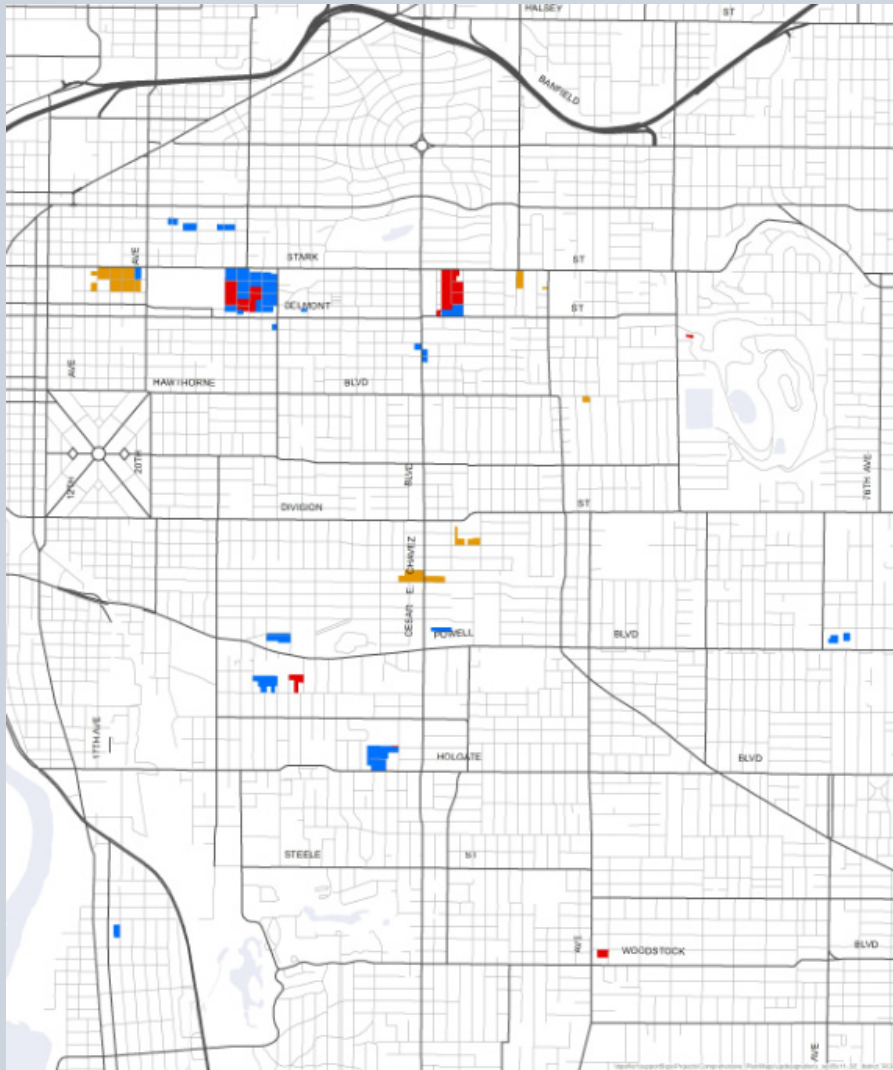 HALSEY
ST
BANFIELD
AVE
STARK
ST
BELMONT
ST
AVE
HAWTHORNE
BLVD
12TH
20TH
BLVD
76TH AVE
DIVISION
ST
CESAR E. CHAVEZ
POWELL
BLVD
17TH AVE
HOLGATE
BLVD
STEELE
ST
AVE
WOODSTOCK
BLVD
AVE